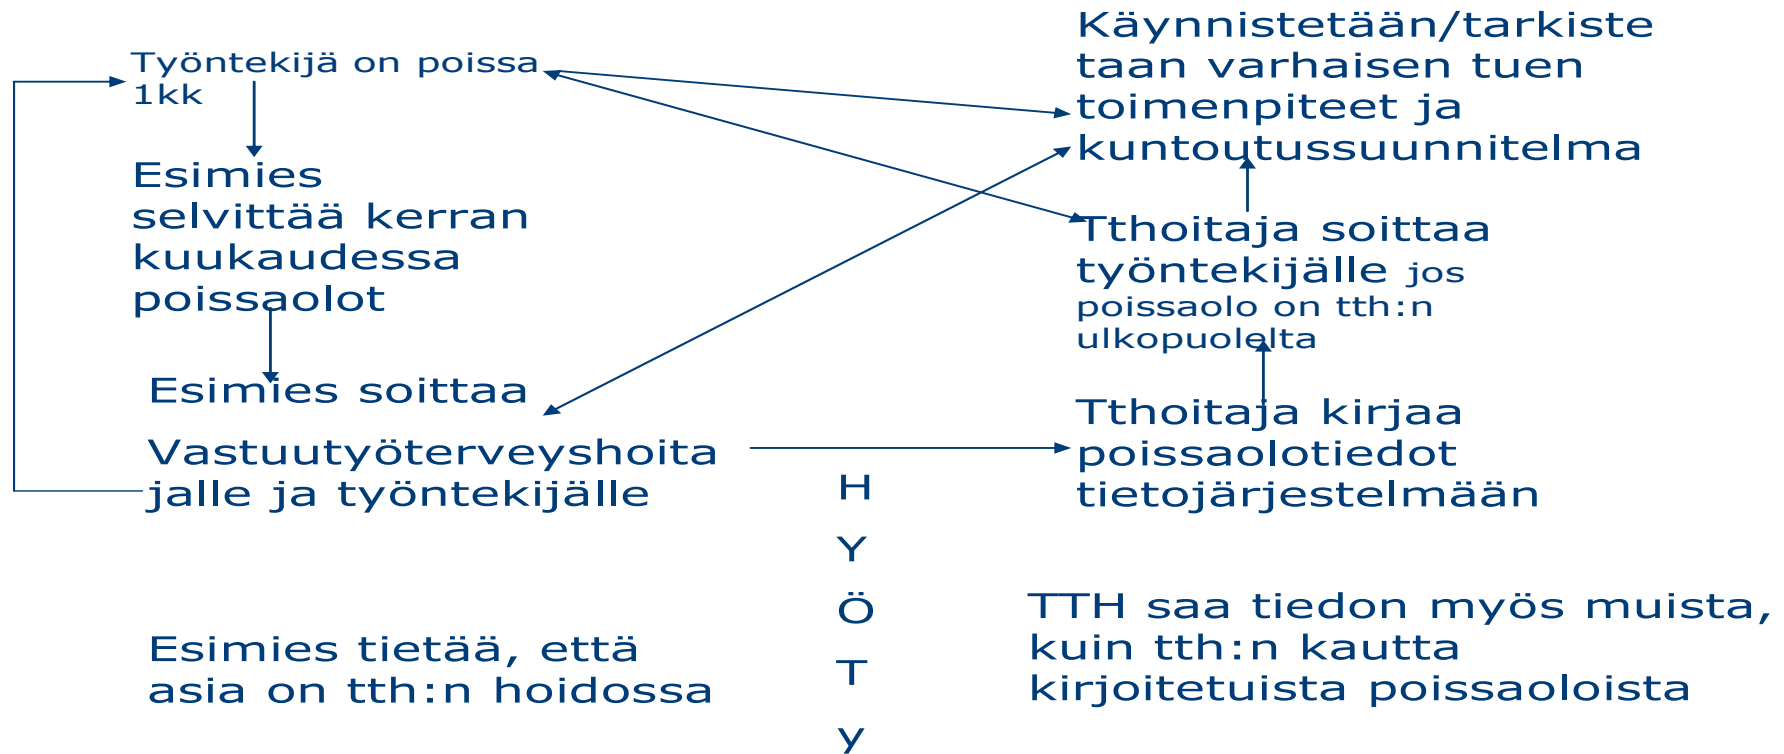 Työntekijä on poissa
1kk
Esimies
selvittää kerran
kuukaudessa
poissaolot
Esimies soittaa
Vastuutyöterveyshoita
jalle ja työntekijälle
Esimies tietää, että
asia on tth:n hoidossa
H
Y
Ö
T
y
Käynnistetään/tarkiste
taan varhaisen tuen
toimenpiteet ja
kuntoutussuunnitelma
Tthoitaja soittaa
työntekijälle jos
poissaolo on tth:n
ulkopuolelta
Tthoitaja kirjaa
poissaolotiedot
tietojärjestelmään
TTH saa tiedon myös muista,
kuin tth:n kautta
kirjoitetuista poissaoloista